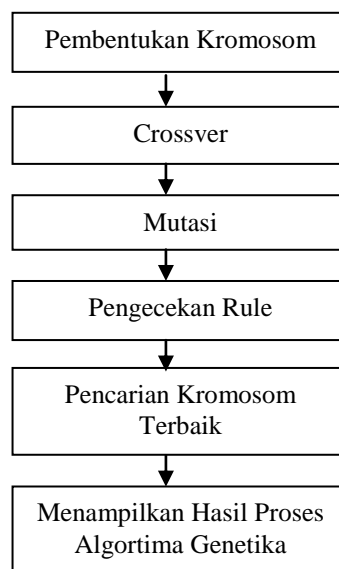 Pembentukan Kromosom
Crossver
Mutasi
Pengecekan Rule
Pencarian Kromosom
Terbaik
Menampilkan Hasil Proses
Algortima Genetika